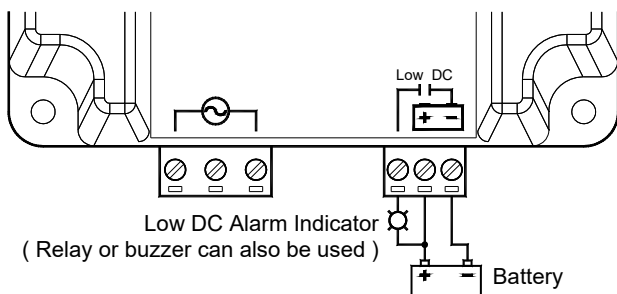 Low DC
+ -
Low DC Alarm Indicator
( Relay or buzzer can also be used )
+ -
Battery